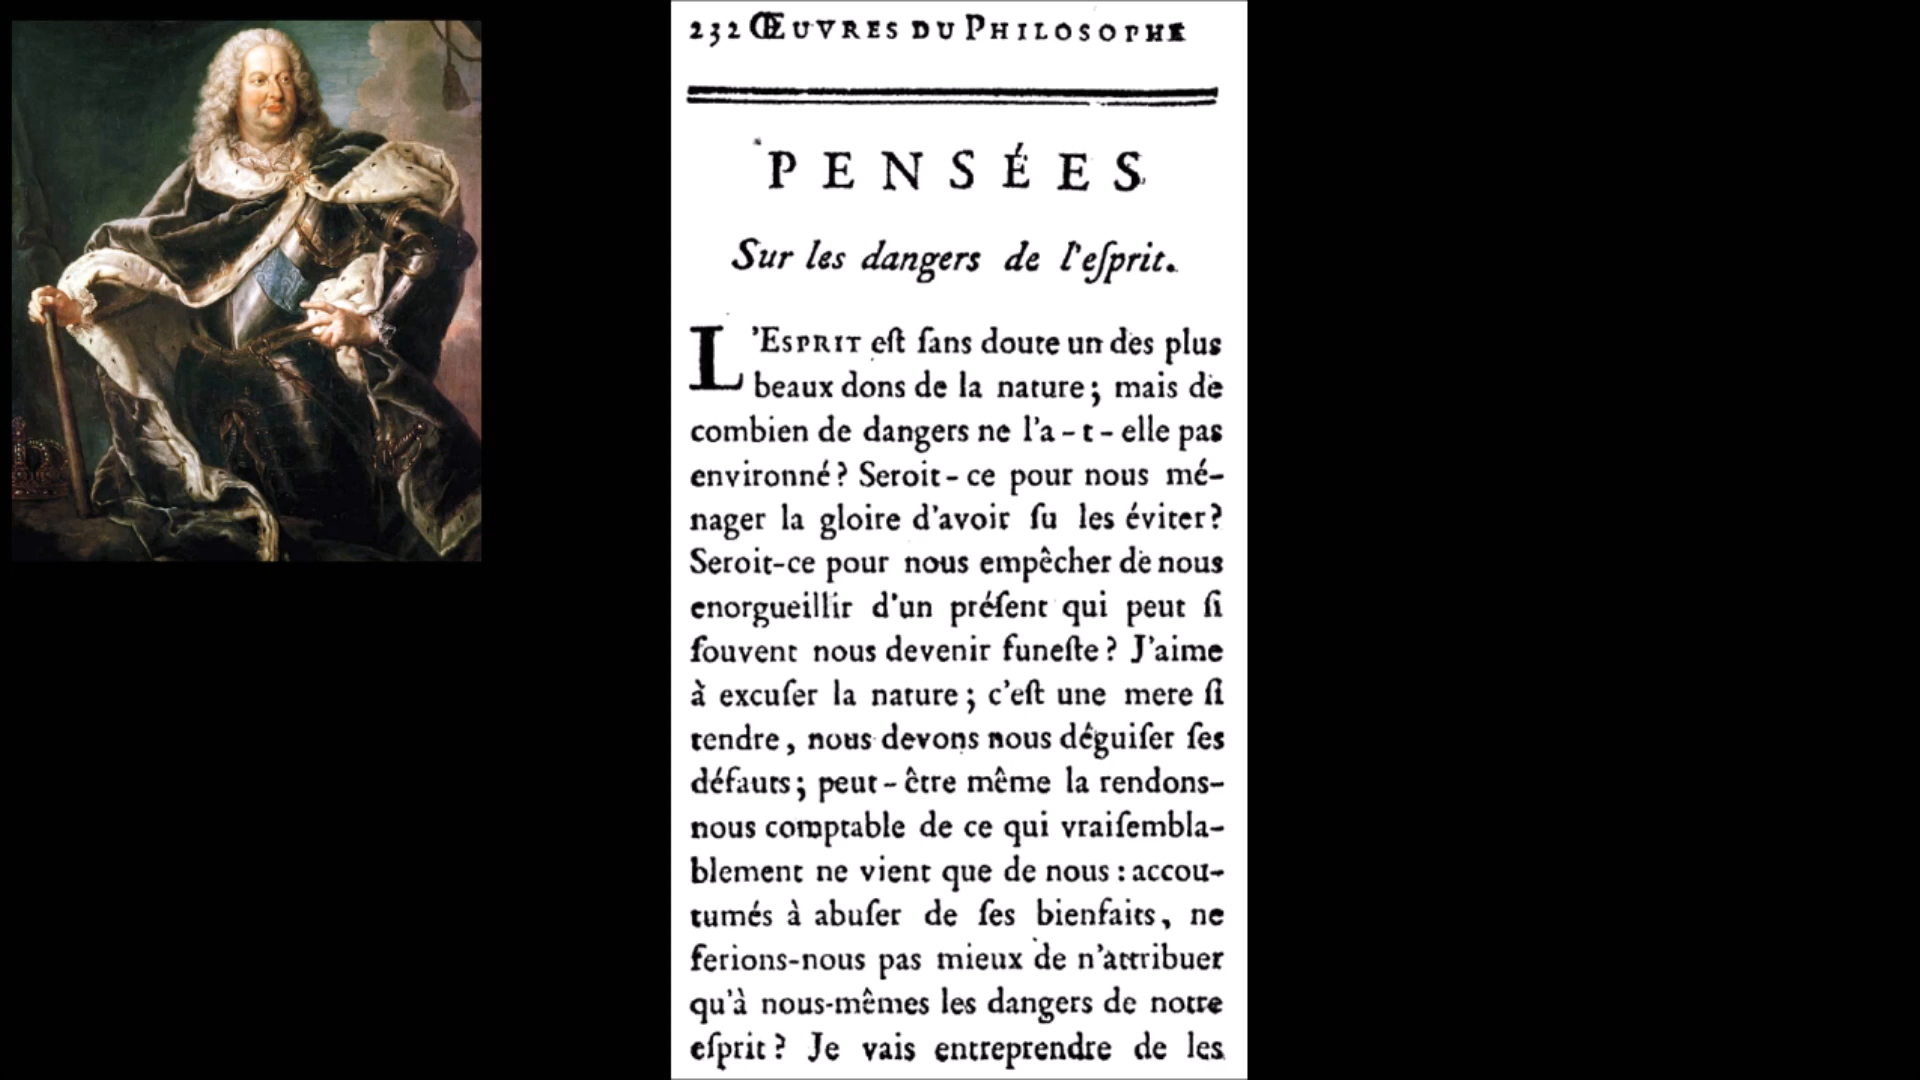 232 ŒUVRES DU PHILOSOPHE
PENSÉES
Sur les dangers de l'eſprit.
L'ESPRIT eſt ſans doute un des plus
beaux dons de la nature; mais de
combien de dangers ne l'a-t-elle pas
environné? Seroit-ce pour nous mé-
nager la gloire d'avoir ſu les éviter?
Seroit-ce pour nous empêcher de nous
enorgueillir d'un préſent qui peut ſi
ſouvent nous devenir funeſte? J'aime
à excuſer la nature; c'eſt une mere ſi
tendre, nous devons nous déguiſer ſes
défauts; peut-être même la rendons-
nous comptable de ce qui vraiſembla-
blement ne vient que de nous: accou-
tumés à abuſer de ſes bienfaits, ne
ferions-nous pas mieux de n'attribuer
qu'à nous-mêmes les dangers de notre
eſprit? Je vais entreprendre de les